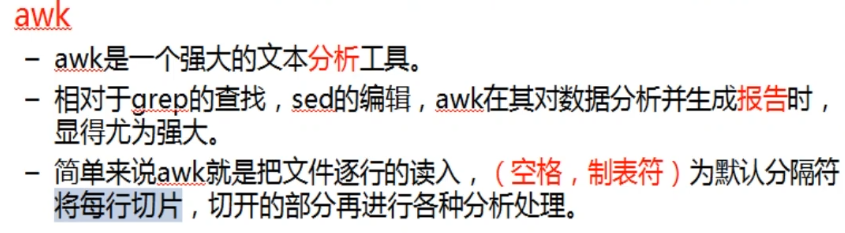 awk
– awk是一个强大的文本分析工具。
– 相对于grep的查找，sed的编辑，awk在其对数据分析并生成报告时，
显得尤为强大。
– 简单来说awk就是把文件逐行的读入，（空格，制表符）为默认分隔符
将每行切片，切开的部分再进行各种分析处理。